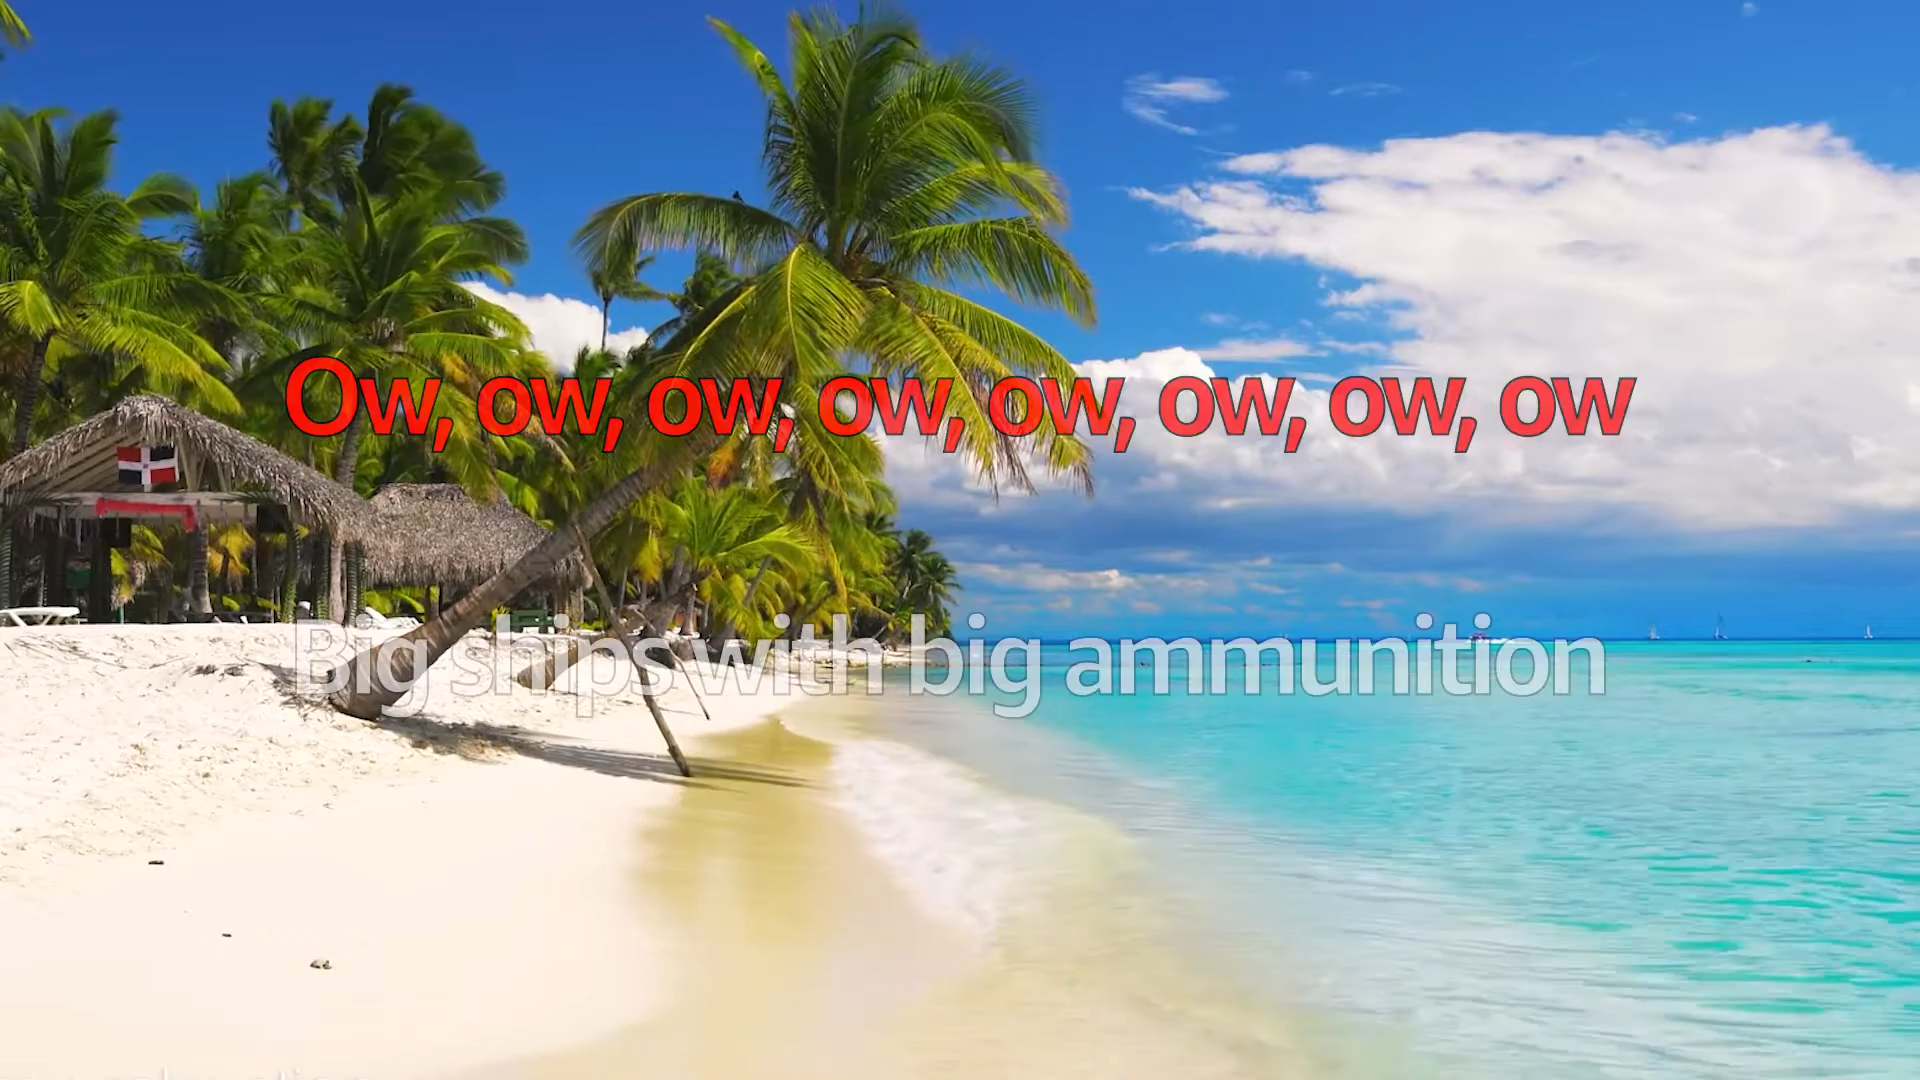 Ow, ow, ow, ow, ow, ow, ow, ow
Big ships with big ammunition